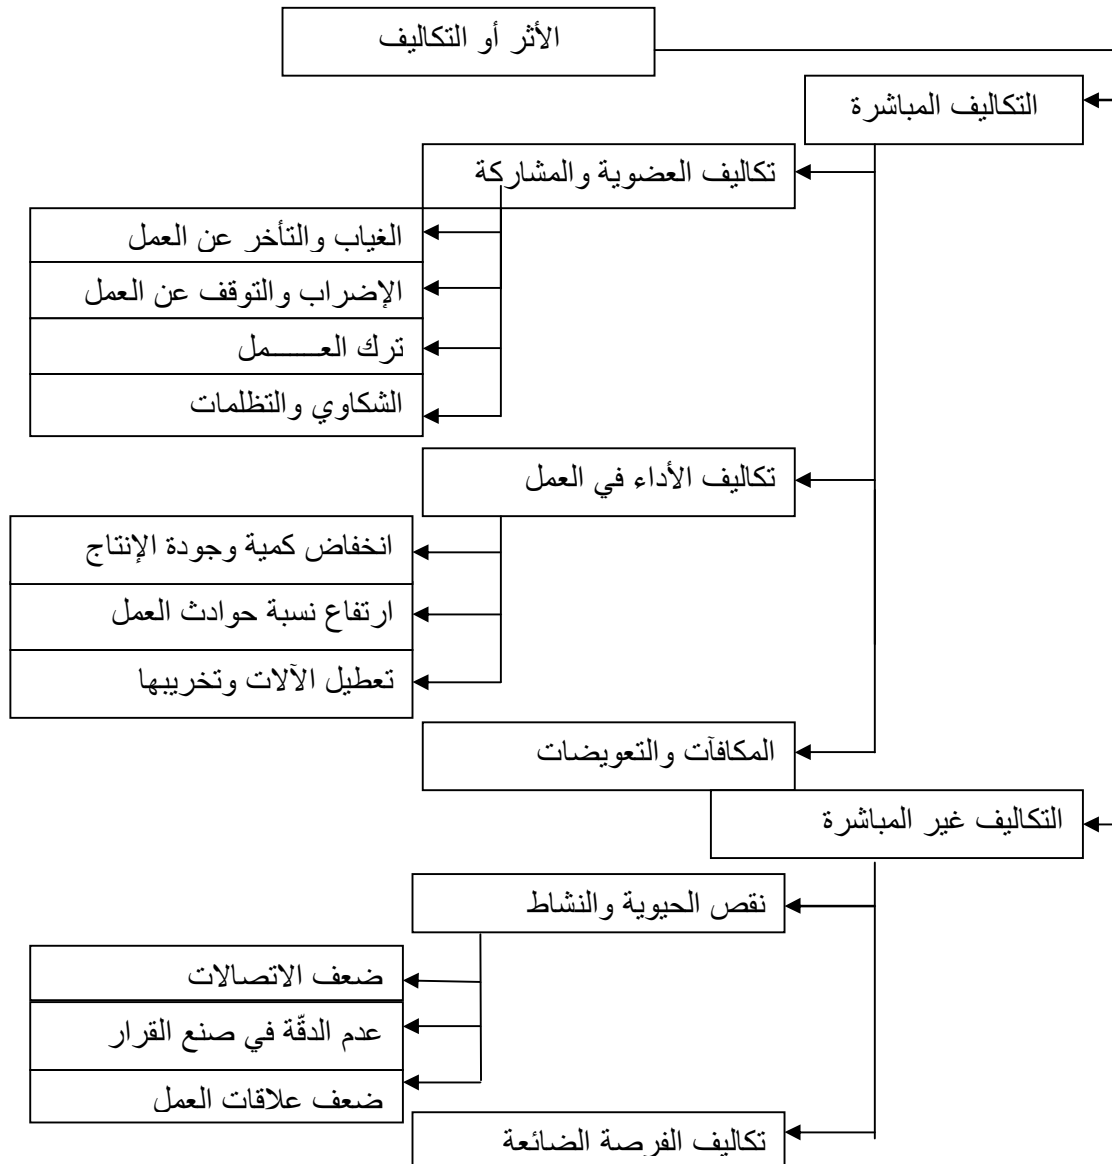 الأثر أو التكاليف
التكاليف المباشرة
تكاليف العضوية والمشاركة
الغياب والتأخر عن العمل
الإضراب والتوقف عن العمل
ترك العـــــــمل
الشكاوي والتظلمات
تكاليف الأداء في العمل
انخفاض كمية وجودة الإنتاج
ارتفاع نسبة حوادث العمل
تعطيل الآلات وتخريبها
المكافآت والتعويضات
التكاليف غير المباشرة
نقص الحيوية والنشاط
ضعف الاتصالات
عدم الدقّة في صنع القرار
ضعف علاقات العمل
تكاليف الفرصة الضائعة